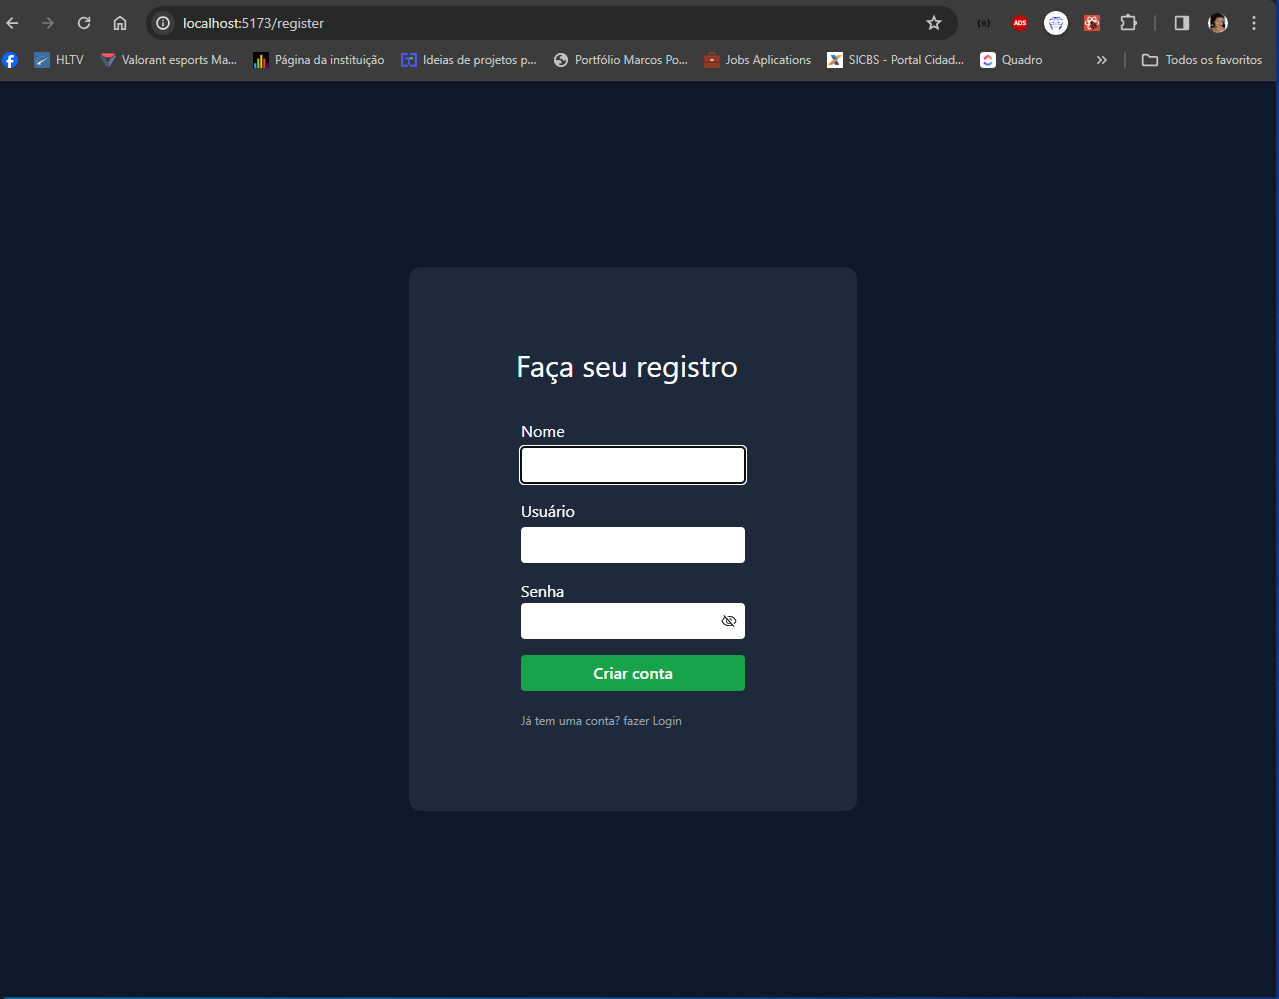 localhost:5173/register
ADS
HLTV
Valorant esports Ma...
Página da instituição
Ideias de projetos p...
Portfólio Marcos Po...
Jobs Aplications
SICBS - Portal Cidad...
Quadro
Todos os favoritos
Faça seu registro
Nome
Usuário
Senha
Criar conta
Já tem uma conta? fazer Login